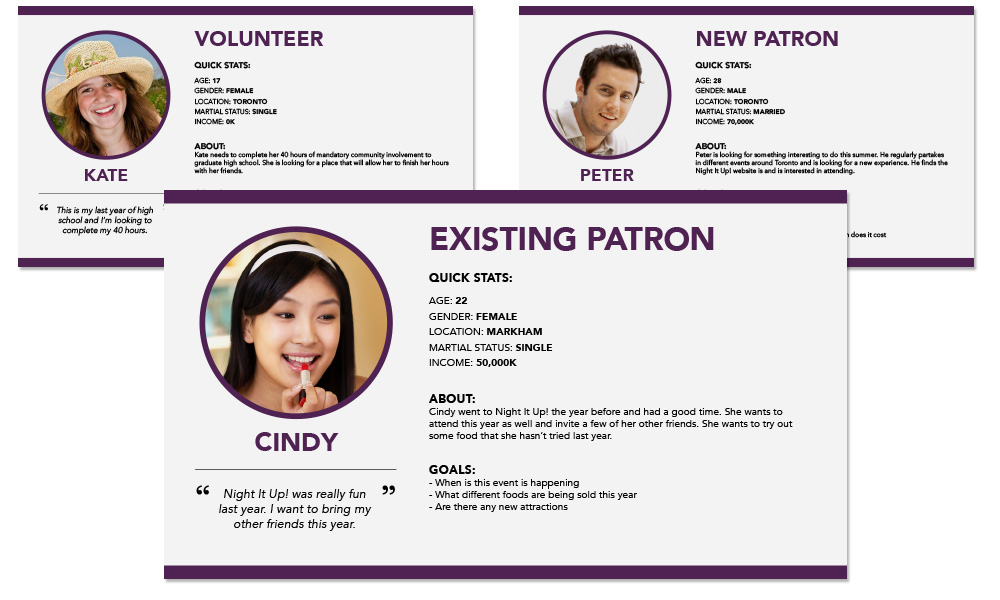 VOLUNTEER
QUICK STATS:
AGE: 17
GENDER: FEMALE
LOCATION: TORONTO
MARTIAL STATUS: SINGLE
INCOME: 0K
ABOUT:
Kate needs to complete her 40 hours of mandatory community involvement to
graduate high school. She is looking for a place that will allow her to finish her hours
with her friends.
KATE
“ This is my last year of high
school and I’m looking to
complete my 40 hours.
NEW PATRON
QUICK STATS:
AGE: 28
GENDER: MALE
LOCATION: TORONTO
MARTIAL STATUS: MARRIED
INCOME: 70,000K
ABOUT:
Peter is looking for something interesting to do this summer. He regularly partakes
in different events around Toronto and is looking for a new experience. He finds the
Night It Up! website is and is interested in attending.
PETER
does it cost
EXISTING PATRON
QUICK STATS:
AGE: 22
GENDER: FEMALE
LOCATION: MARKHAM
MARTIAL STATUS: SINGLE
INCOME: 50,000K
ABOUT:
Cindy went to Night It Up! the year before and had a good time. She wants to
attend this year as well and invite a few of her other friends. She wants to try out
some food that she hasn’t tried last year.
GOALS:
- When is this event is happening
- What different foods are being sold this year
- Are there any new attractions
CINDY
“ Night It Up! was really fun ”
last year. I want to bring my
other friends this year.